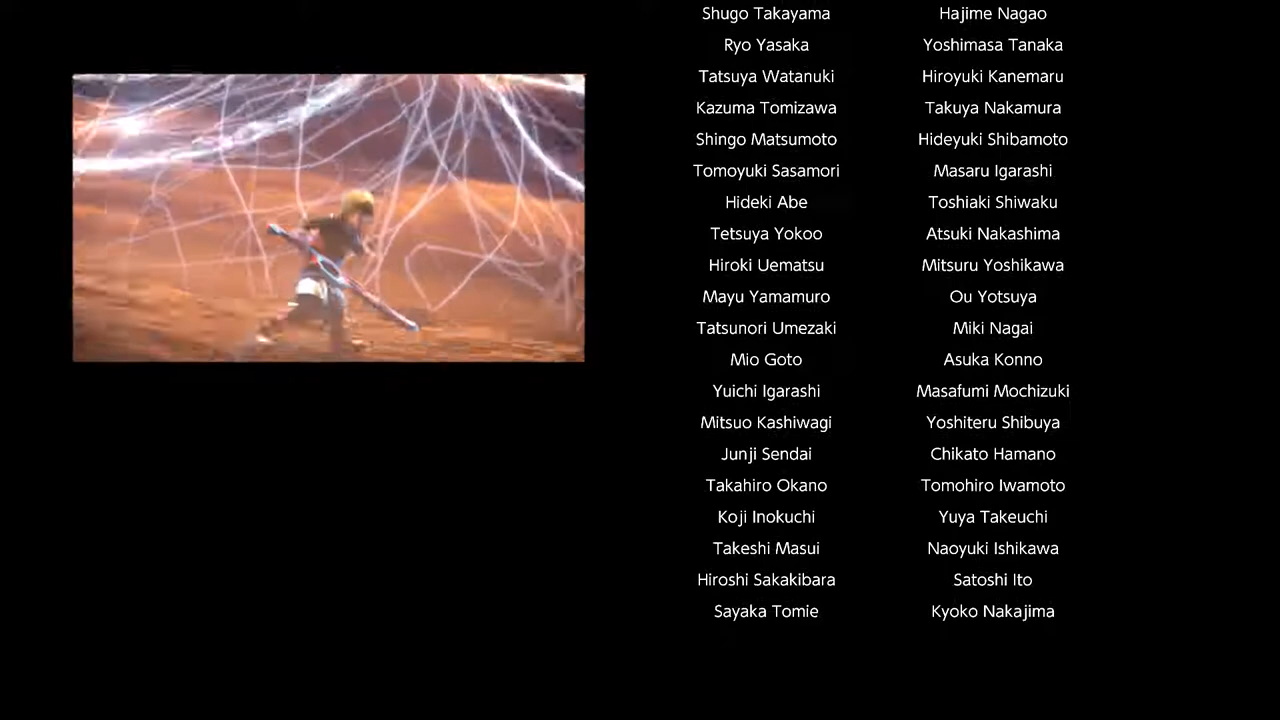 Shugo Takayama Hajime Nagao
Ryo Yasaka Yoshimasa Tanaka
Tatsuya Watanuki Hiroyuki Kanemaru
Kazuma Tomizawa Takuya Nakamura
Shingo Matsumoto Hideyuki Shibamoto
Tomoyuki Sasamori Masaru Igarashi
Hideki Abe Toshiaki Shiwaku
Tetsuya Yokoo Atsuki Nakashima
Hiroki Uematsu Mitsuru Yoshikawa
Mayu Yamamuro Ou Yotsuya
Tatsunori Umezaki Miki Nagai
Mio Goto Asuka Konno
Yuichi Igarashi Masafumi Mochizuki
Mitsuo Kashiwagi Yoshiteru Shibuya
Junji Sendai Chikato Hamano
Takahiro Okano Tomohiro Iwamoto
Koji Inokuchi Yuya Takeuchi
Takeshi Masui Naoyuki Ishikawa
Hiroshi Sakakibara Satoshi Ito
Sayaka Tomie Kyoko Nakajima